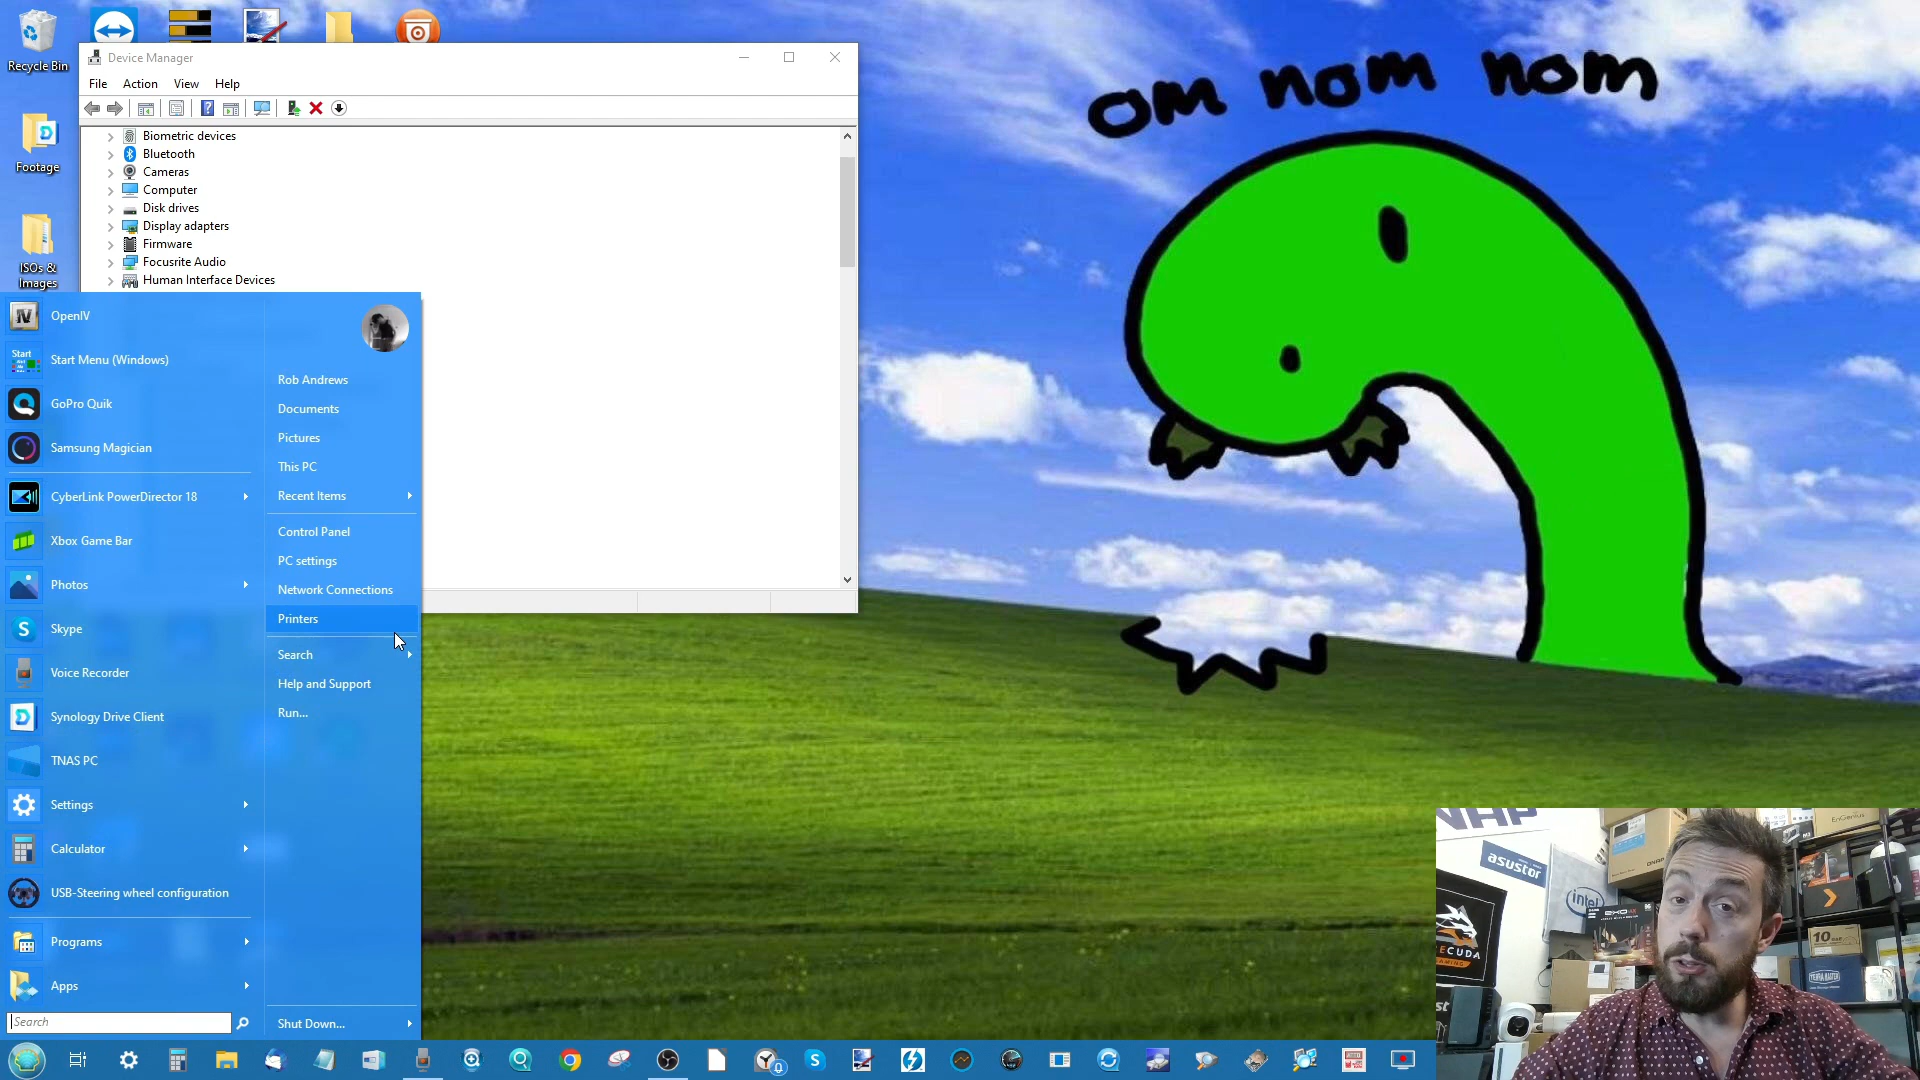 Recycle Bin
Footage
ISOs &
Images
Device Manager
File Action View Help
Biometric devices
Bluetooth
Cameras
Computer
Disk drives
Display adapters
Firmware
Focusrite Audio
Human Interface Devices
OpenIV
Start Menu (Windows)
GoPro Quik
Samsung Magician
CyberLink PowerDirector 18
Xbox Game Bar
Photos
Skype
Voice Recorder
Synology Drive Client
TNAS PC
Settings
Calculator
USB-Steering wheel configuration
Programs
Apps
Search
Rob Andrews
Documents
Pictures
This PC
Recent Items
Control Panel
PC settings
Network Connections
Printers
Search
Help and Support
Run...
Shut Down...
om nom nom
asustor
intel
ECUDA
EnGenius
10